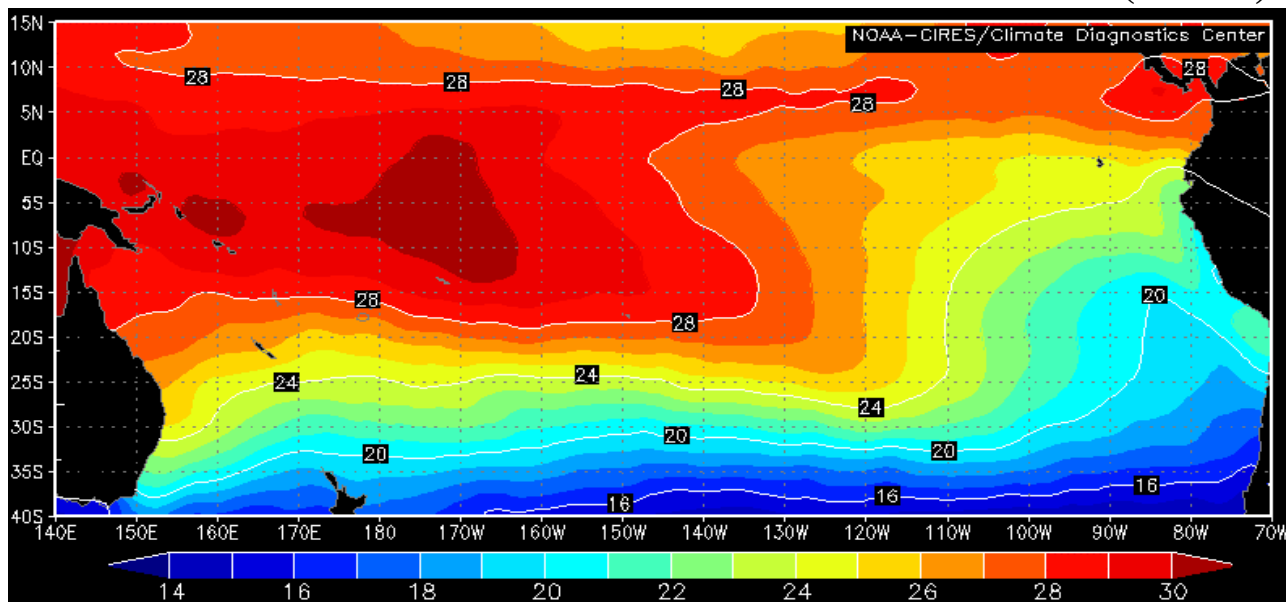 15N
NOAA-CIRES/Climate Diagnostics Center
10N
28 28 28 28 28
5N
EQ
5S
10S
15S
28 28 20
20S
25S
24 24 24
30S
20 20 20
35S
16 16 16
40S
140E 150E 160E 170E 180 170W 160W 150W 140W 130W 120W 110W 100W 90W 80W 70W
14 16 18 20 22 24 26 28 30